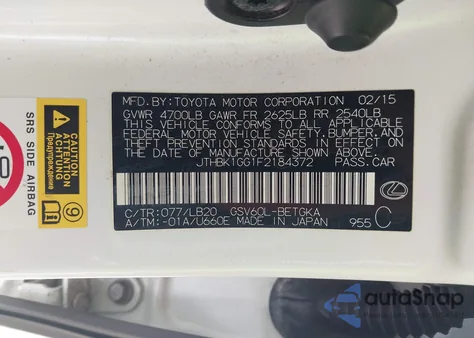 MFD.BY:TOYOTA MOTOR CORPORATION 02/15
GVWR 4700LB GAWR FR 2625LB RR 2540LB
THIS VEHICLE CONFORMS TO ALL APPLICABLE
FEDERAL MOTOR VEHICLE SAFETY,BUMPER,AND
THEFT PREVENTION STANDARDS IN EFFECT ON
THE DATE OF MANUFACTURE SHOWN ABOVE.
JTHBK1GG1F2184372 PASS.CAR
C/TR:077/LB20 GSV60L-BETGKA
A/TM:-01A/U660E MADE IN JAPAN 955 C
SRS SIDE AIRBAG
CAUTION
ATTENTION
ACHTUNG
Предупреждение
autoSnap